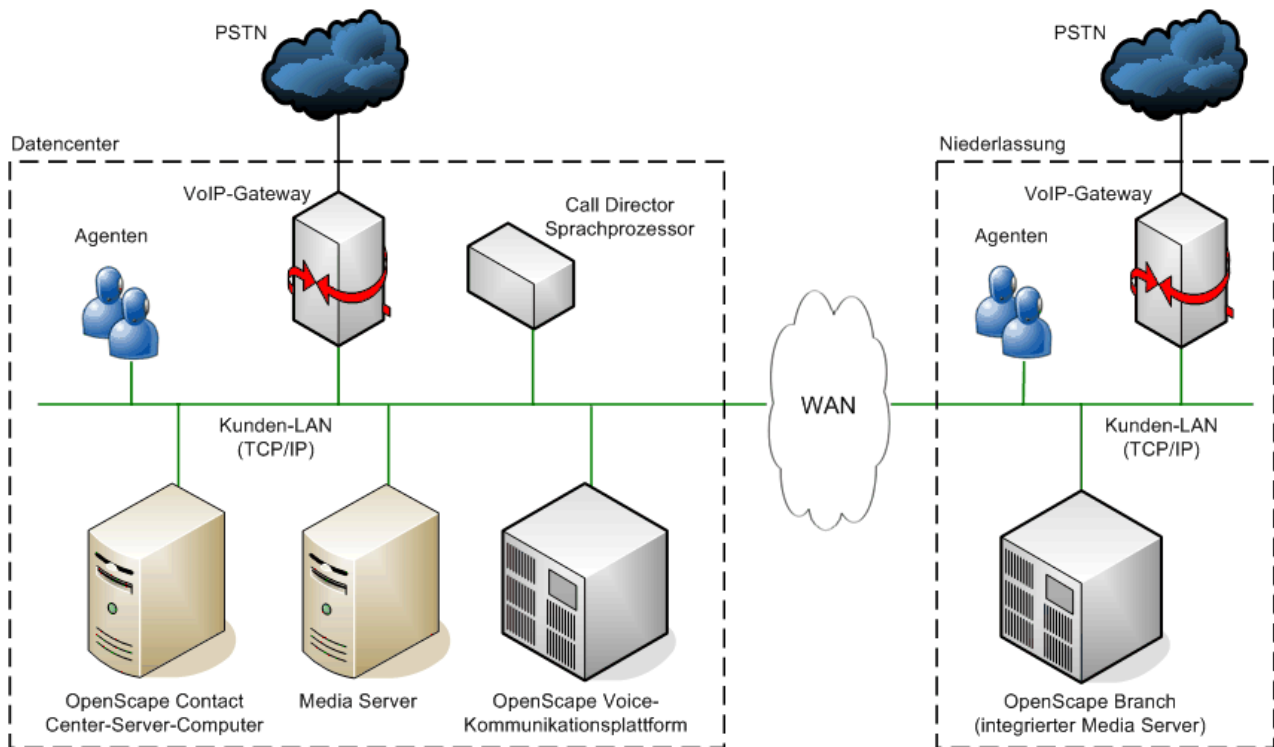 PSTN
PSTN
Datencenter
Niederlassung
VoIP-Gateway
Call Director
Sprachprozessor
VoIP-Gateway
Agenten
Agenten
WAN
Kunden-LAN
(TCP/IP)
Kunden-LAN
(TCP/IP)
OpenScape Contact
Center-Server-Computer
Media Server
OpenScape Voice-
Kommunikationsplattform
OpenScape Branch
(integrierter Media Server)